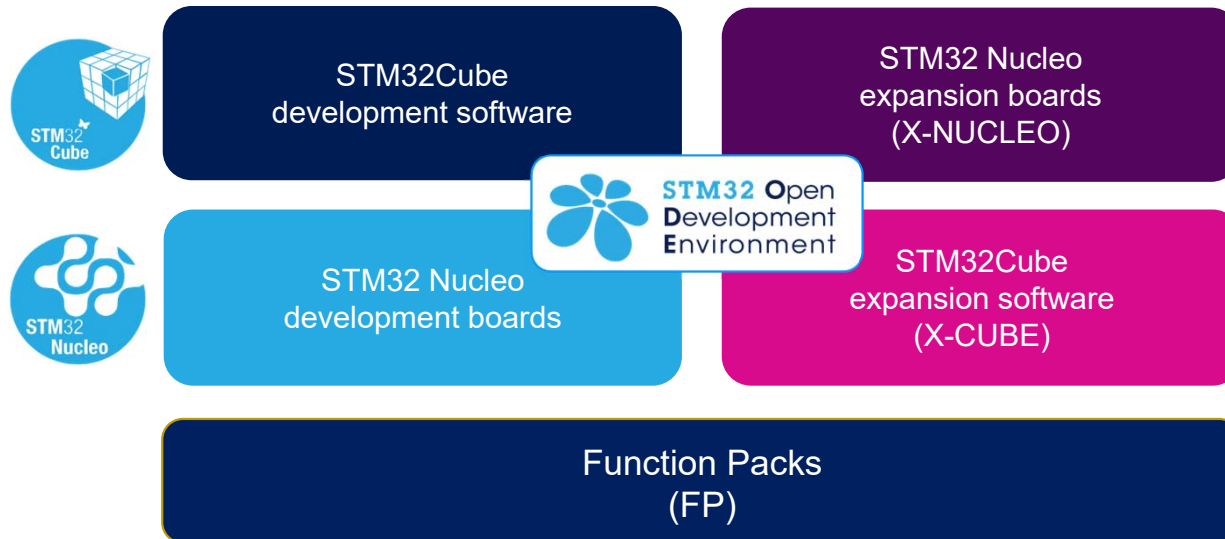 STM32
Cube
STM32Cube
development software
STM32 Nucleo
expansion boards
(X-NUCLEO)
STM32 Open
Development
Environment
STM32
Nucleo
STM32 Nucleo
development boards
STM32Cube
expansion software
(X-CUBE)
Function Packs
(FP)